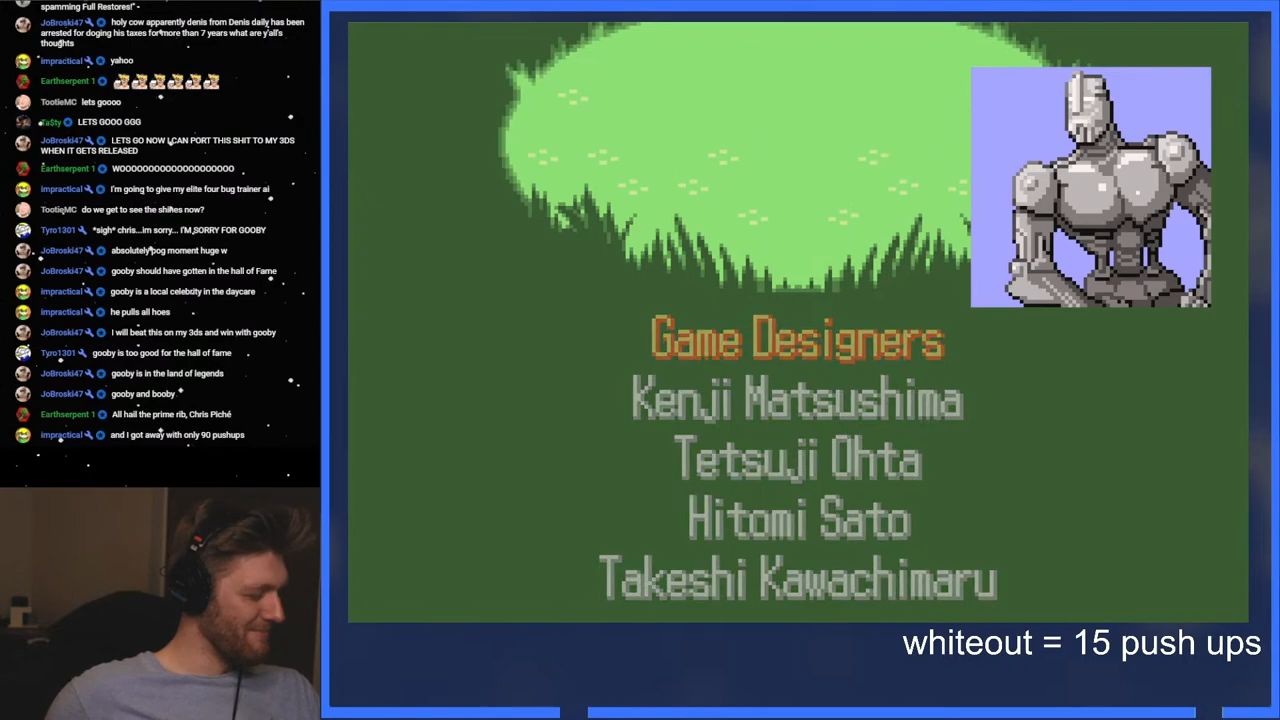 spamming Full Restores!"
JoBroski47 holy cow apparently denis from Denis daily has been
arrested for doging his taxes for more than 7 years what are y'all's
thoughts
impractical yahoo
Earthserpent 1
TootieMC lets goooo
Ta$ty LETS GOOO GGG
JoBroski47 LETS GO NOW I CAN PORT THIS SHIT TO MY 3DS
WHEN IT GETS RELEASED
Earthserpent 1 WOOOOOOOOOOOOOOOOOOO
impractical I'm going to give my elite four bug trainer ai
TootieMC do we get to see the shines now?
Tyro1301 *sigh* chris...im sorry... I'M SORRY FOR GOOBY
JoBroski47 absolutely pog moment huge w
JoBroski47 gooby should have gotten in the hall of Fame
impractical gooby is a local celebrity in the daycare
impractical he pulls all hoes
JoBroski47 I will beat this on my 3ds and win with gooby
Tyro1301 gooby is too good for the hall of fame
JoBroski47 gooby is in the land of legends
JoBroski47 gooby and booby
Earthserpent 1 All hail the prime rib, Chris Piché
impractical and I got away with only 90 pushups
Game Designers
Kenji Matsushima
Tetsuji Ohta
Hitomi Sato
Takeshi Kawachimaru
whiteout = 15 push ups